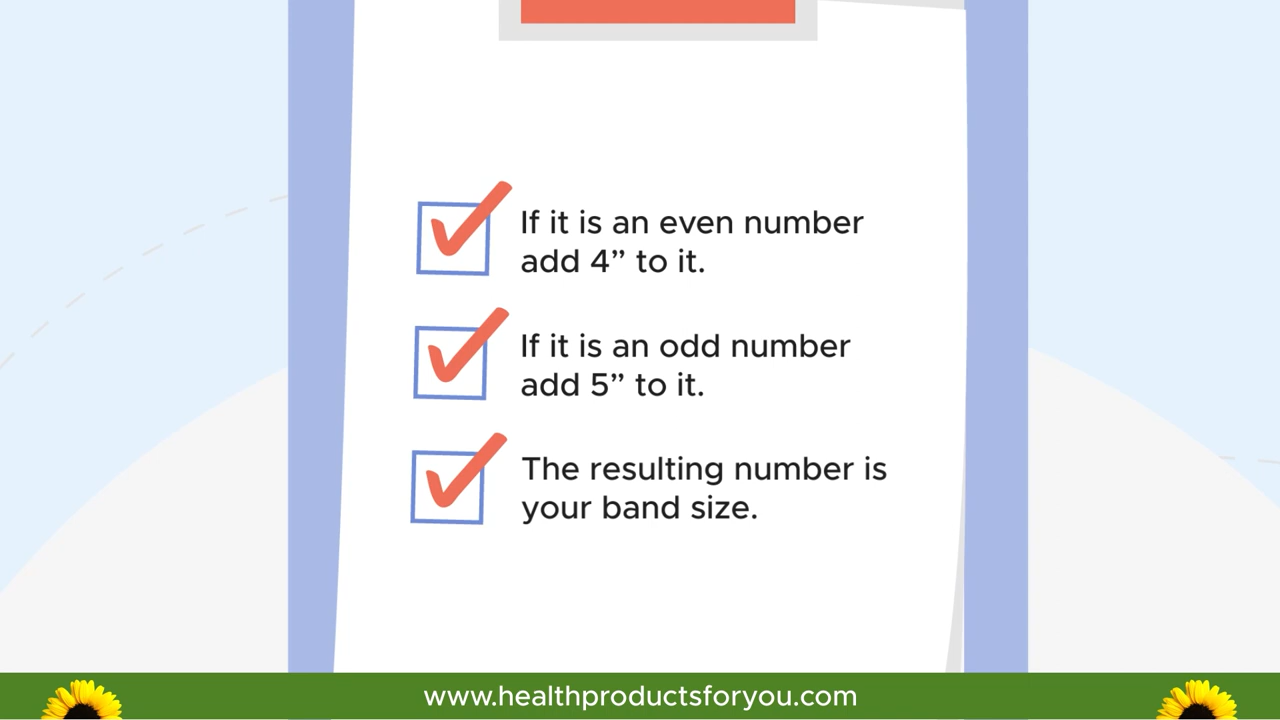 If it is an even number
add 4” to it.
If it is an odd number
add 5” to it.
The resulting number is
your band size.
www.healthproductsforyou.com